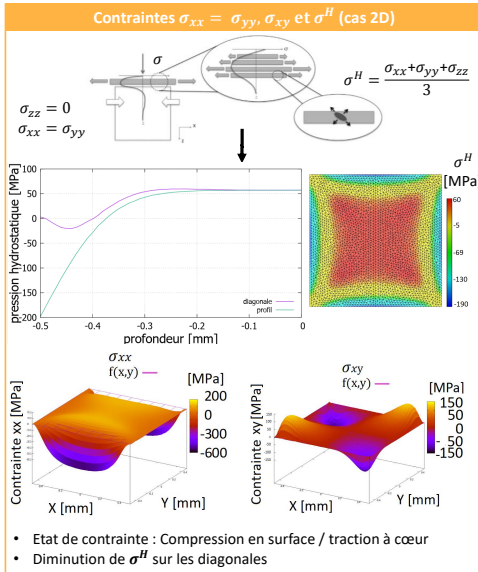 Contraintes σxx = σyy, σxy et σᴴ (cas 2D)
σ
σᴴ = (σxx+σyy+σzz)/3
σzz = 0
σxx = σyy
pression hydrostatique [MPa]
100
50
0
-50
-100
-150
-200
-0.5 -0.4 -0.3 -0.2 -0.1 0
profondeur [mm]
diagonale
profil
σᴴ
[MPa]
60
-5
-69
-130
-190
σxx
f(x,y)
[MPa]
200
0
-300
-600
Contrainte xx [MPa]
X [mm]
Y [mm]
σxy
f(x,y)
[MPa]
150
50
0
- 50
-150
Contrainte xy [MPa]
X [mm]
Y [mm]
• Etat de contrainte : Compression en surface / traction à cœur
• Diminution de σᴴ sur les diagonales